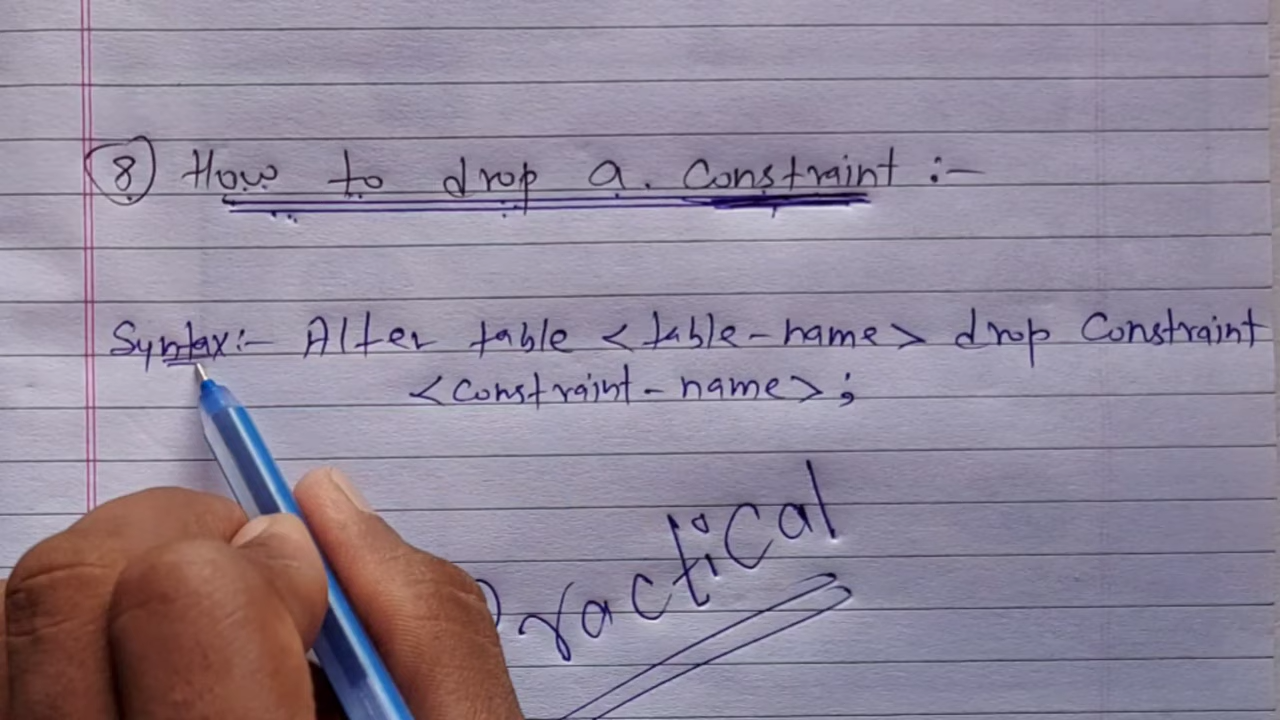 8 How to drop a. Constraint :-
Syntax:- Alter table <table-name> drop Constraint
<Constraint-name>;
Practical